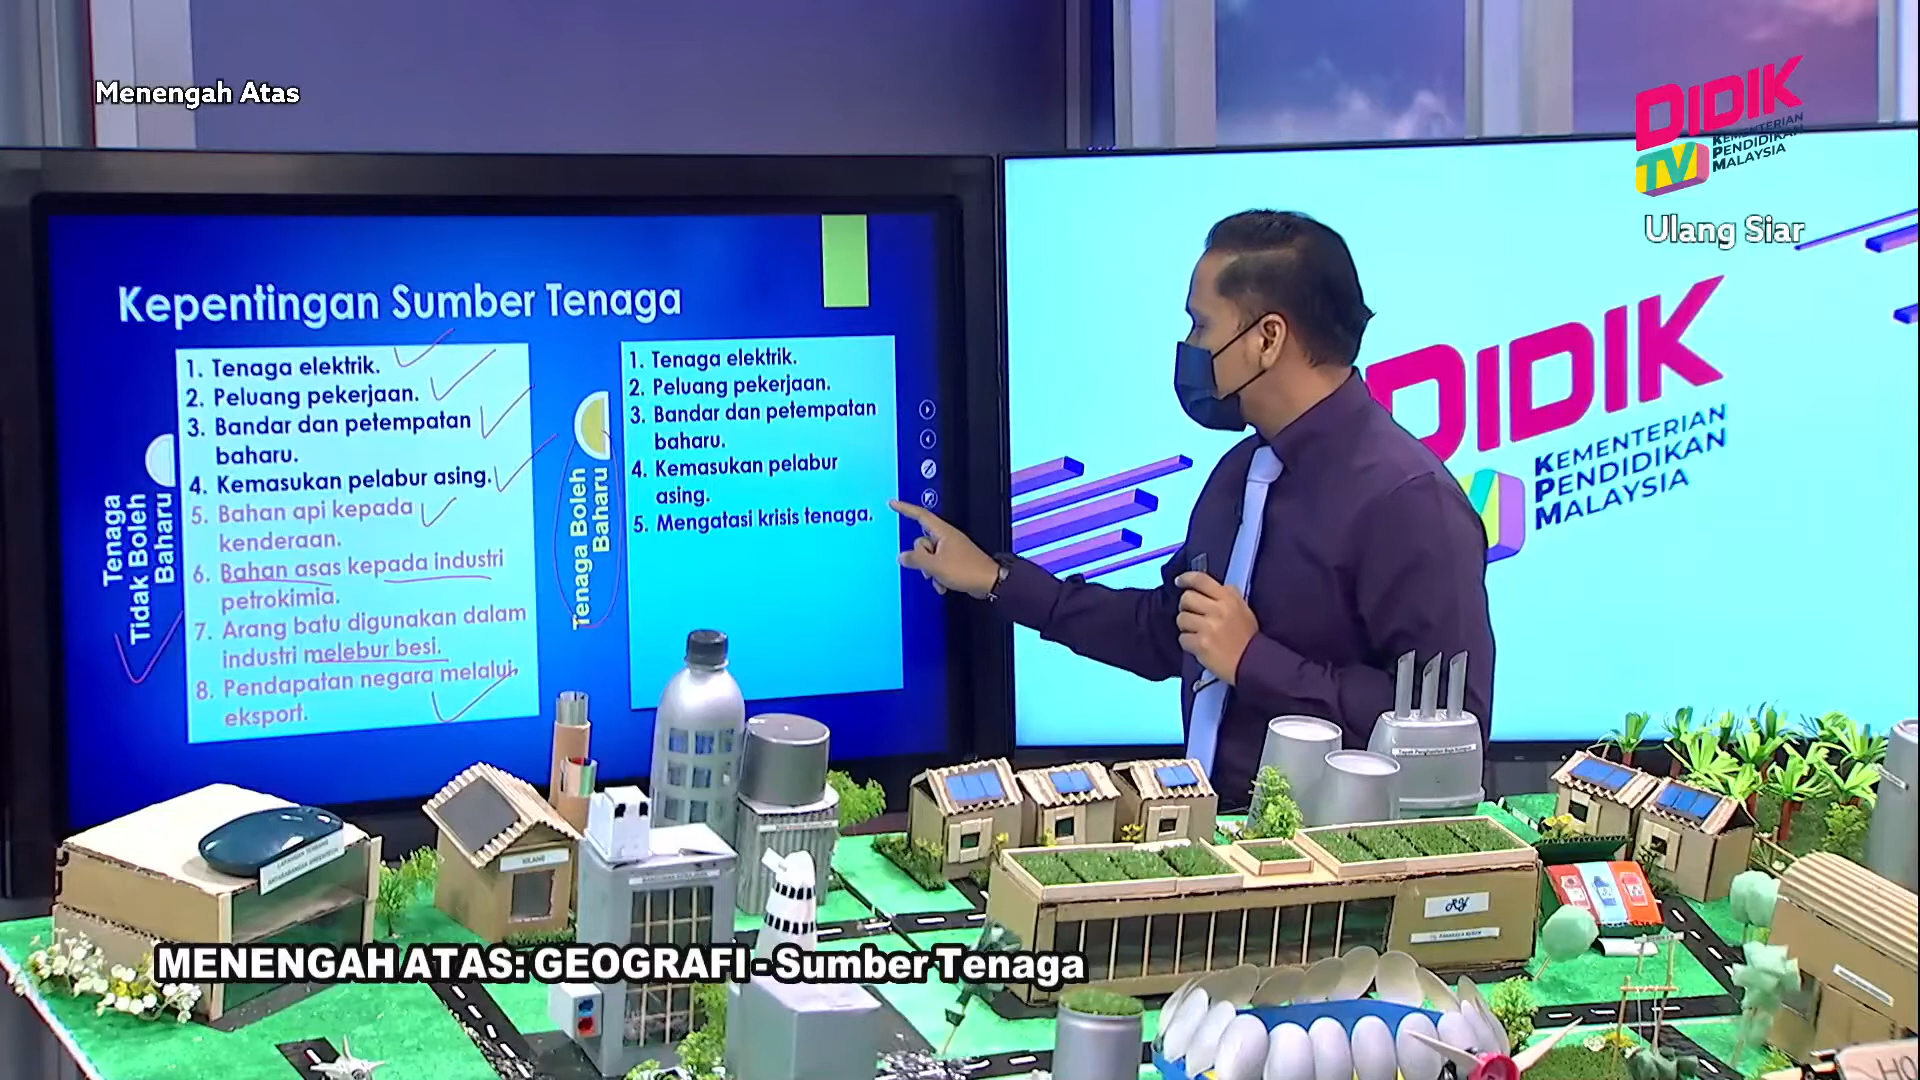 Menengah Atas
DIDIK
TV
KEMENTERIAN
PENDIDIKAN
MALAYSIA
Ulang Siar
Kepentingan Sumber Tenaga
Tenaga
Tidak Boleh
Baharu
1. Tenaga elektrik.
2. Peluang pekerjaan.
3. Bandar dan petempatan
baharu.
4. Kemasukan pelabur asing.
5. Bahan api kepada
kenderaan.
6. Bahan asas kepada industri
petrokimia.
7. Arang batu digunakan dalam
industri melebur besi.
8. Pendapatan negara melalui
eksport.
Tenaga Boleh
Baharu
1. Tenaga elektrik.
2. Peluang pekerjaan.
3. Bandar dan petempatan
baharu.
4. Kemasukan pelabur
asing.
5. Mengatasi krisis tenaga.
DIDIK
KEMENTERIAN
PENDIDIKAN
MALAYSIA
KILANG
RY
MENENGAH ATAS: GEOGRAFI - Sumber Tenaga